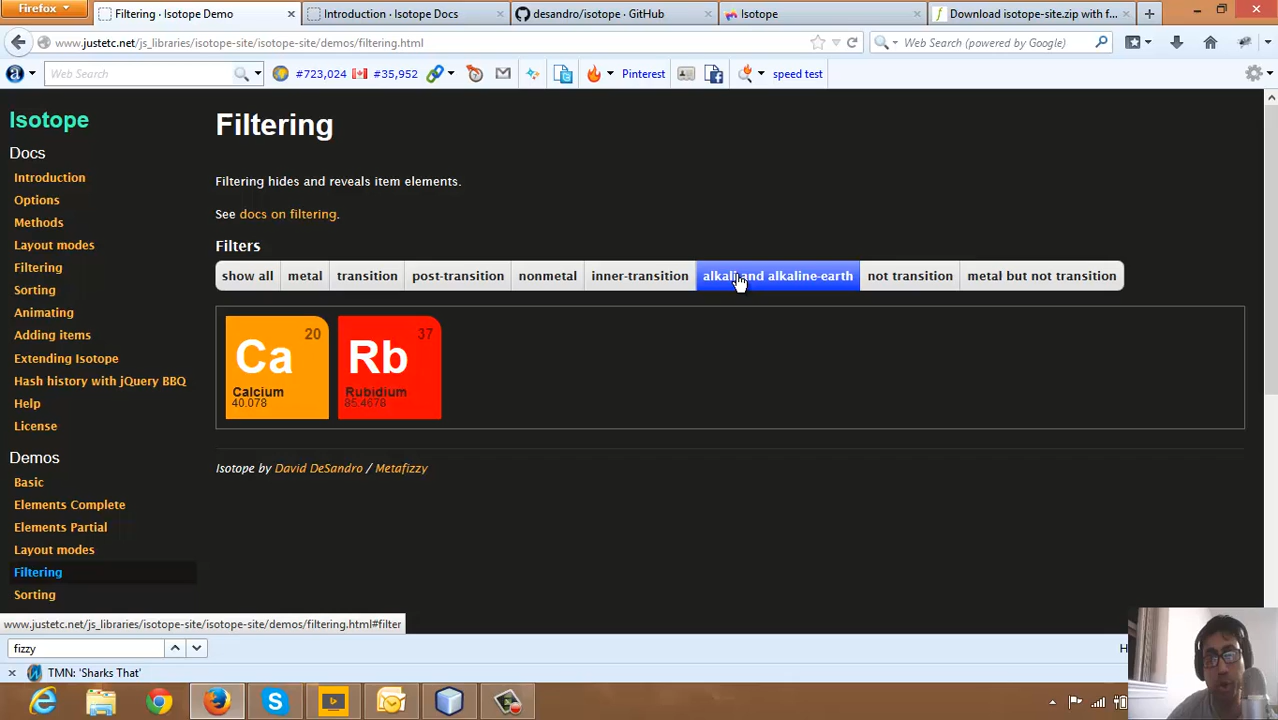 Firefox
Filtering · Isotope Demo
Introduction · Isotope Docs
desandro/isotope · GitHub
Isotope
Download isotope-site.zip with f...
www.justetc.net/js_libraries/isotope-site/isotope-site/demos/filtering.html
Web Search (powered by Google)
Web Search
#723,024
#35,952
Pinterest
speed test
Isotope
Docs
Introduction
Options
Methods
Layout modes
Filtering
Sorting
Animating
Adding items
Extending Isotope
Hash history with jQuery BBQ
Help
License
Demos
Basic
Elements Complete
Elements Partial
Layout modes
Filtering
Sorting
Filtering
Filtering hides and reveals item elements.
See docs on filtering.
Filters
show all
metal
transition
post-transition
nonmetal
inner-transition
alkali and alkaline-earth
not transition
metal but not transition
20
Ca
Calcium
40.078
37
Rb
Rubidium
85.4678
Isotope by David DeSandro / Metafizzy
www.justetc.net/js_libraries/isotope-site/isotope-site/demos/filtering.html#filter
fizzy
H
TMN: 'Sharks That'